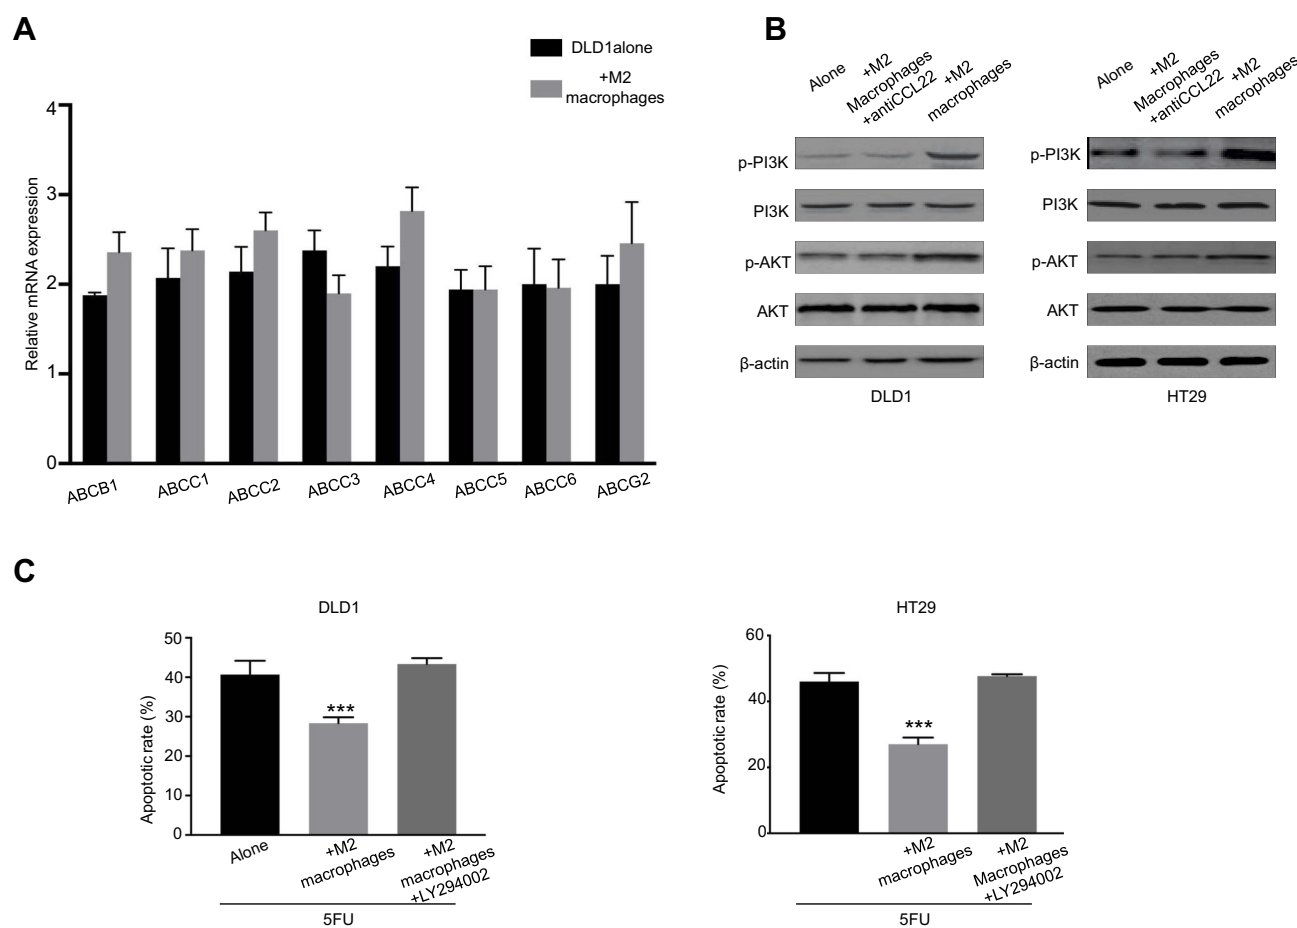 A
DLD1alone
+M2
macrophages
Relative mRNA expression
4
3
2
1
0
ABCB1
ABCC1
ABCC2
ABCC3
ABCC4
ABCC5
ABCC6
ABCG2
B
Alone
+M2
Macrophages
+antiCCL22
+M2
macrophages
p-PI3K
PI3K
p-AKT
AKT
β-actin
DLD1
Alone
+M2
Macrophages
+antiCCL22
+M2
macrophages
p-PI3K
PI3K
p-AKT
AKT
β-actin
HT29
C
DLD1
Apoptotic rate (%)
50
40
30
20
10
0
***
Alone
+M2
macrophages
+M2
macrophages
+LY294002
5FU
HT29
Apoptotic rate (%)
60
40
20
0
***
+M2
macrophages
+M2
Macrophages
+LY294002
5FU